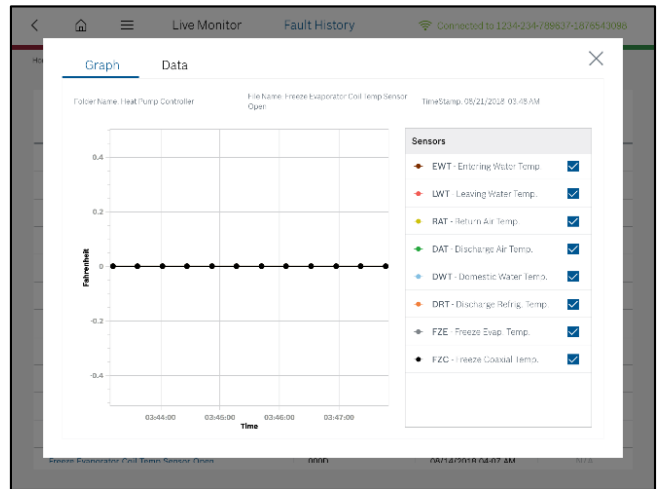 Live Monitor
Fault History
Connected to 1234-234-789637-1876543098
Graph
Data
Folder Name: Heat Pump Controller
File Name: Freeze Evaporator Coil Temp Sensor
Open
TimeStamp: 08/21/2018 03:48 AM
Sensors
EWT - Entering Water Temp.
LWT - Leaving Water Temp.
RAT - Return Air Temp.
DAT - Discharge Air Temp.
DWT - Domestic Water Temp.
DRT - Discharge Refrig. Temp.
FZE - Freeze Evap. Temp.
FZC - Freeze Coaxial Temp.
Fahrenheit
0.4
0.2
0
-0.2
-0.4
03:44:00
03:45:00
03:46:00
03:47:00
Time
Freeze Evaporator Coil Temp Sensor Open
000D
08/14/2018 04:07 AM
N/A